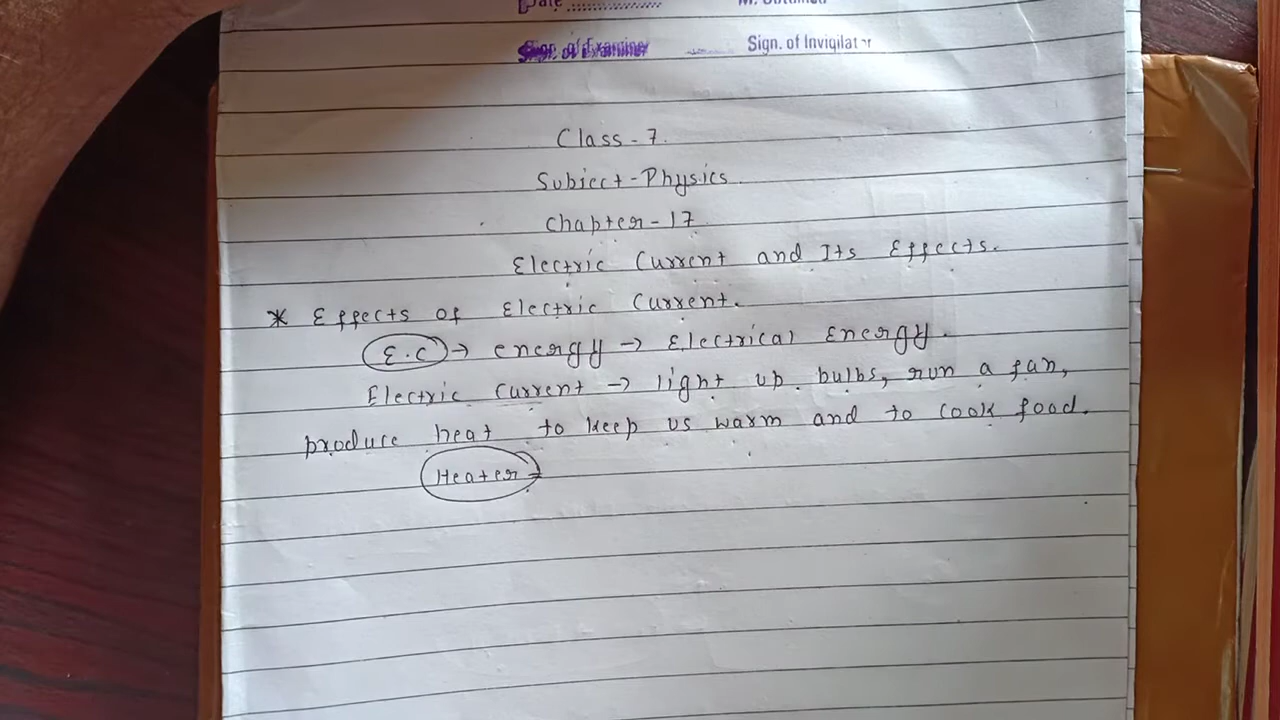 Date ....................
M. Obtained
Sign. of Examiner
Sign. of Invigilator
Class - 7.
Subject - Physics
Chapter - 17
Electric Current and Its Effects.
* Effects of Electric Current.
E.C → energy → Electrical energy.
Electric Current → light up bulbs, run a fan,
produce heat to keep us warm and to cook food.
Heater →